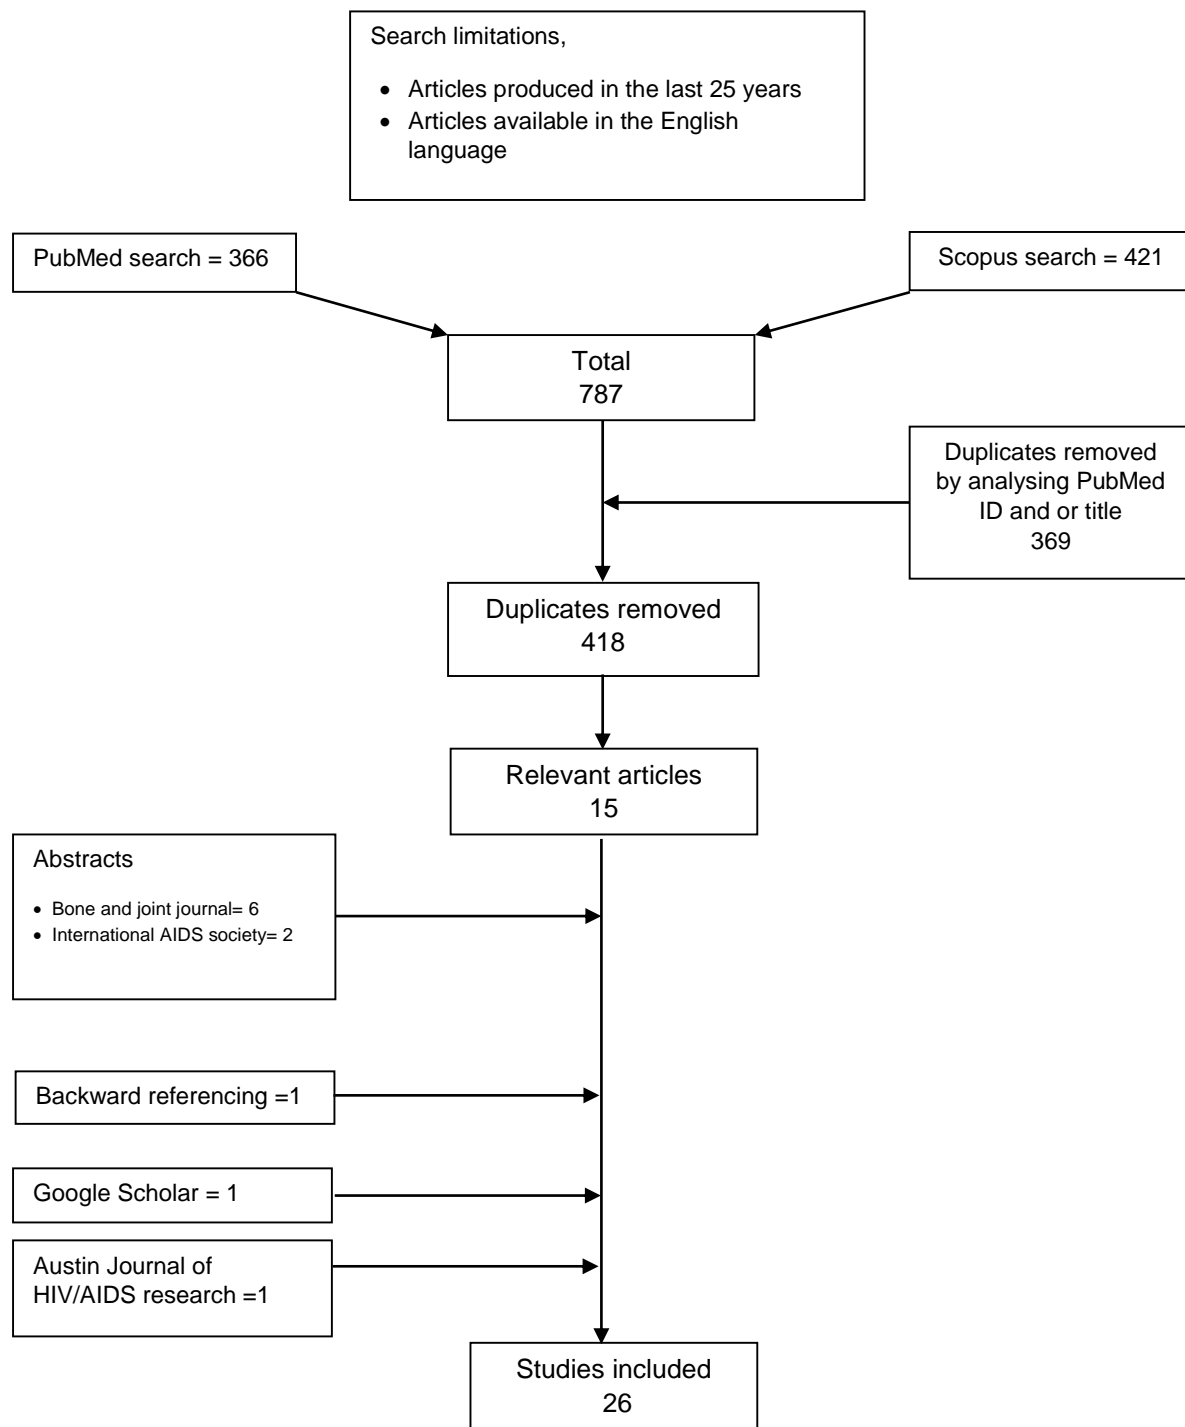 Search limitations,
• Articles produced in the last 25 years
• Articles available in the English
language
PubMed search = 366
Scopus search = 421
Total
787
Duplicates removed
by analysing PubMed
ID and or title
369
Duplicates removed
418
Relevant articles
15
Abstracts
• Bone and joint journal= 6
• International AIDS society= 2
Backward referencing =1
Google Scholar = 1
Austin Journal of
HIV/AIDS research =1
Studies included
26